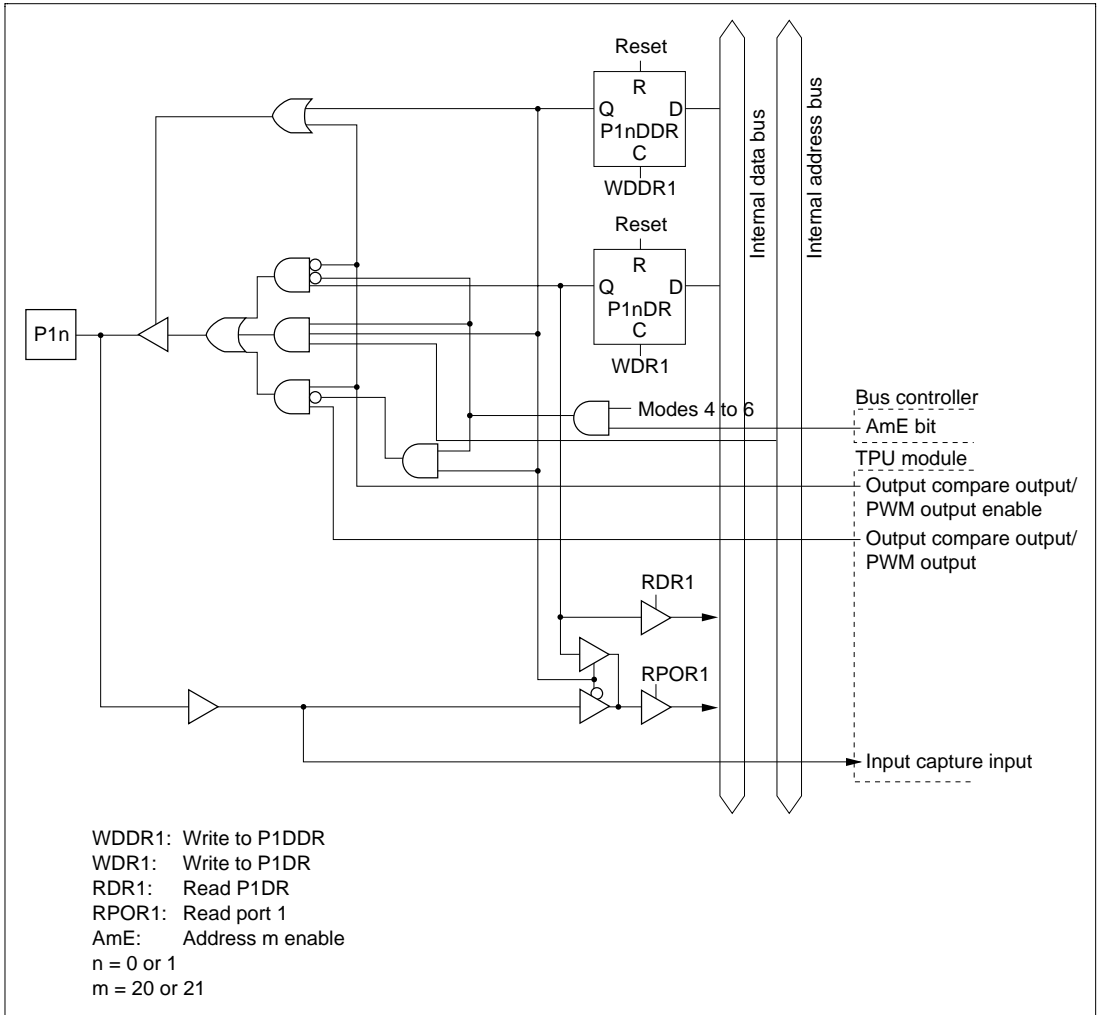 Reset
R
Q D
P1nDDR
C
WDDR1
Reset
R
Q D
P1nDR
C
WDR1
Internal data bus
Internal address bus
P1n
Modes 4 to 6
Bus controller
AmE bit
TPU module
Output compare output/
PWM output enable
Output compare output/
PWM output
RDR1
RPOR1
Input capture input
WDDR1: Write to P1DDR
WDR1: Write to P1DR
RDR1: Read P1DR
RPOR1: Read port 1
AmE: Address m enable
n = 0 or 1
m = 20 or 21